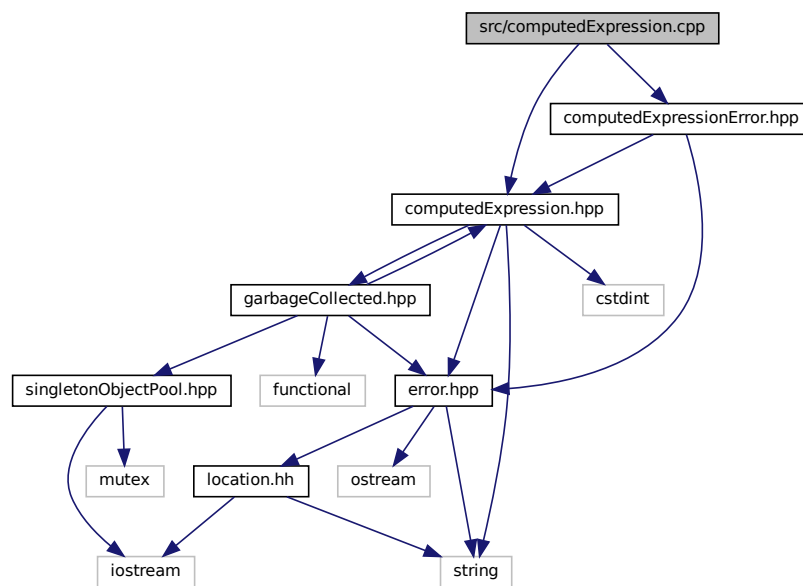 src/computedExpression.cpp
computedExpressionError.hpp
computedExpression.hpp
garbageCollected.hpp
cstdint
singletonObjectPool.hpp
functional
error.hpp
mutex
location.hh
ostream
iostream
string